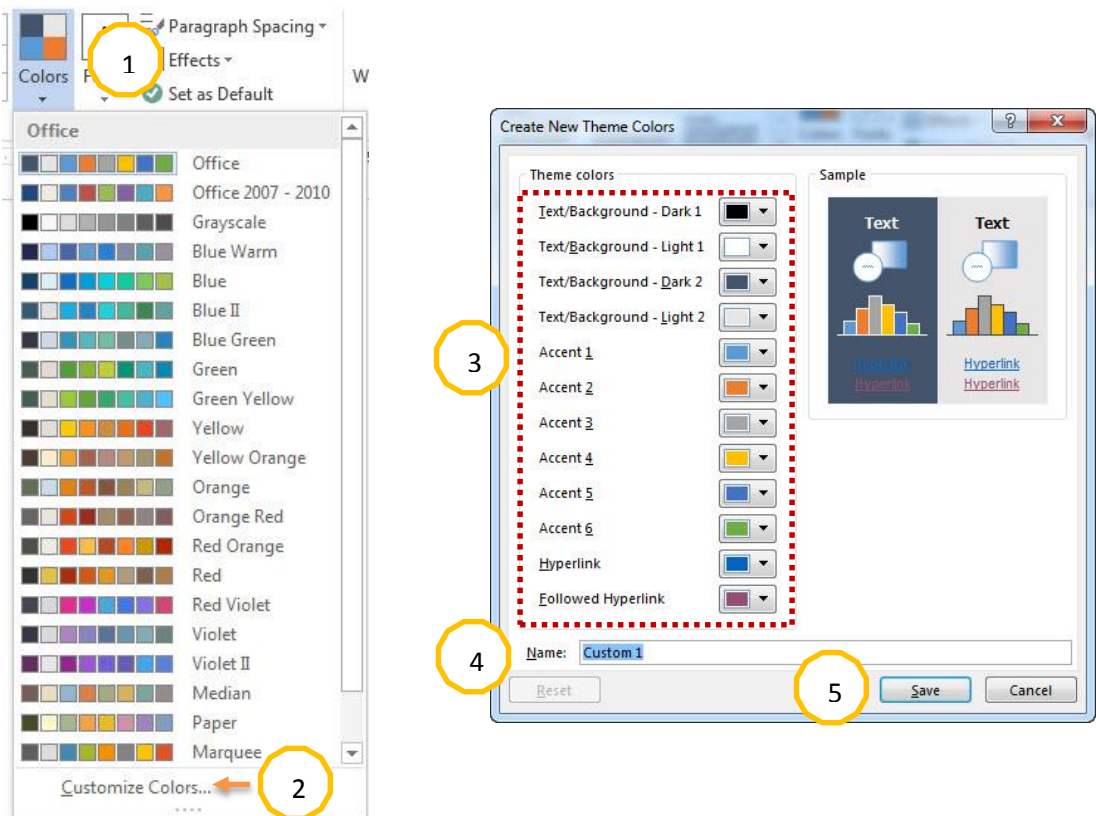 Paragraph Spacing
1
Effects
Colors
W
Set as Default
Office
Office
Office 2007 - 2010
Grayscale
Blue Warm
Blue
Blue II
Blue Green
Green
Green Yellow
Yellow
Yellow Orange
Orange
Orange Red
Red Orange
Red
Red Violet
Violet
Violet II
Median
Paper
Marquee
Customize Colors...
2
Create New Theme Colors
Theme colors
Text/Background - Dark 1
Text/Background - Light 1
Text/Background - Dark 2
Text/Background - Light 2
3
Accent 1
Accent 2
Accent 3
Accent 4
Accent 5
Accent 6
Hyperlink
Followed Hyperlink
Sample
Text Text
Hyperlink Hyperlink
Hyperlink Hyperlink
4
Name: Custom 1
Reset
5
Save Cancel